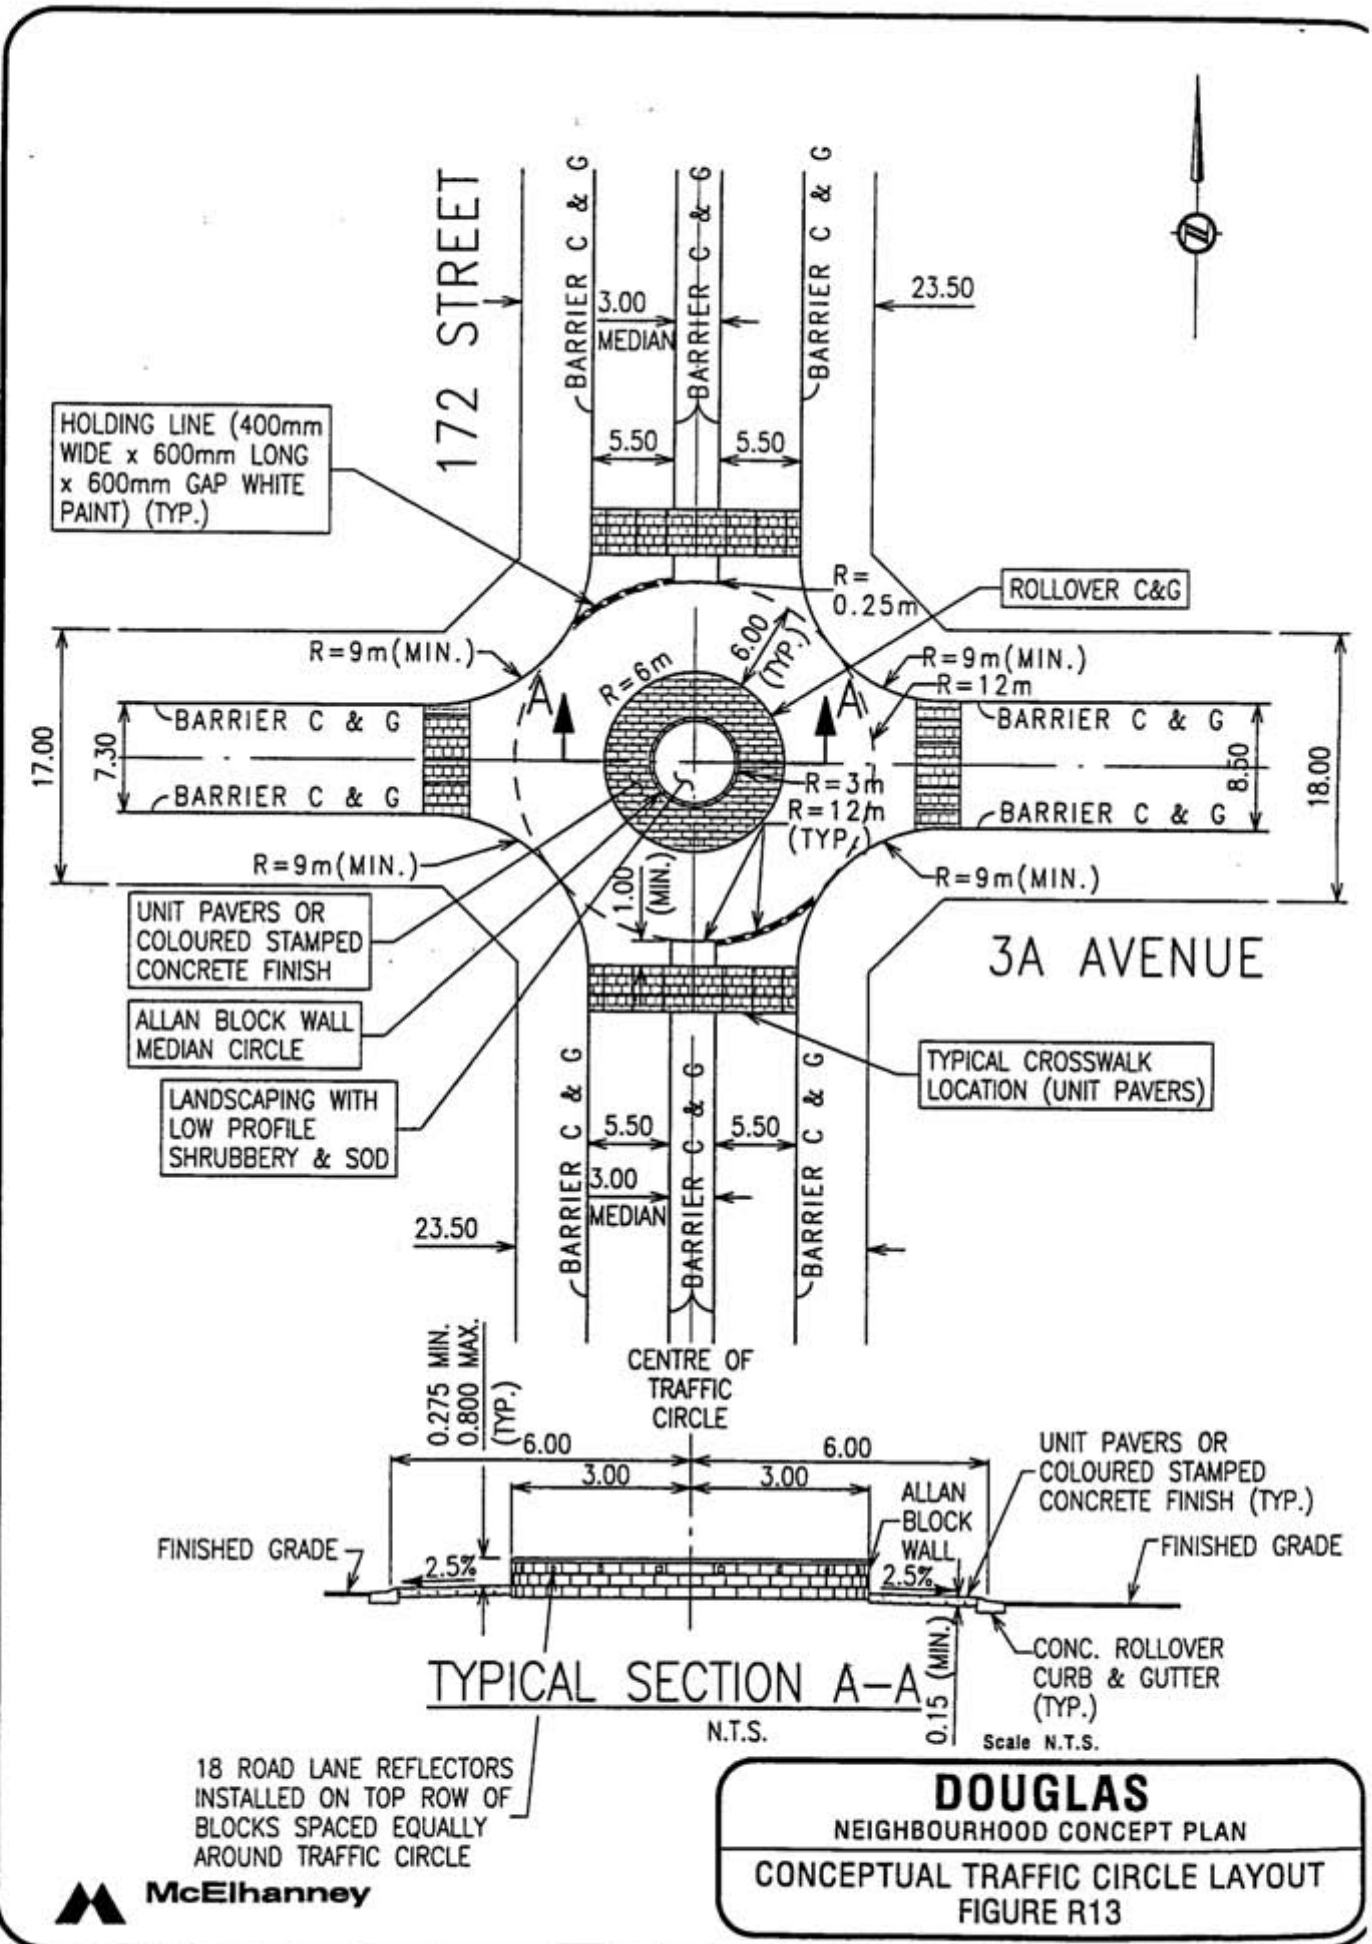 172 STREET
BARRIER C & G
BARRIER C & G
BARRIER C & G
N
23.50
3.00
MEDIAN
5.50
5.50
HOLDING LINE (400mm
WIDE x 600mm LONG
x 600mm GAP WHITE
PAINT) (TYP.)
R=
0.25m
ROLLOVER C&G
R=9m(MIN.)
R=6m
6.00
(TYP.)
R=9m(MIN.)
R=12m
A
A
BARRIER C & G
BARRIER C & G
17.00
7.30
8.50
18.00
R=3m
R=12m
(TYP.)
BARRIER C & G
BARRIER C & G
R=9m(MIN.)
1.00
(MIN.)
R=9m(MIN.)
UNIT PAVERS OR
COLOURED STAMPED
CONCRETE FINISH
3A AVENUE
ALLAN BLOCK WALL
MEDIAN CIRCLE
TYPICAL CROSSWALK
LOCATION (UNIT PAVERS)
LANDSCAPING WITH
LOW PROFILE
SHRUBBERY & SOD
BARRIER C & G
BARRIER C & G
BARRIER C & G
5.50
5.50
3.00
MEDIAN
23.50
0.275 MIN.
0.800 MAX.
(TYP.)
CENTRE OF
TRAFFIC
CIRCLE
6.00
6.00
3.00
3.00
UNIT PAVERS OR
COLOURED STAMPED
CONCRETE FINISH (TYP.)
ALLAN
BLOCK
WALL
FINISHED GRADE
FINISHED GRADE
2.5%
2.5%
0.15 (MIN.)
CONC. ROLLOVER
CURB & GUTTER
(TYP.)
TYPICAL SECTION A-A
N.T.S.
Scale N.T.S.
18 ROAD LANE REFLECTORS
INSTALLED ON TOP ROW OF
BLOCKS SPACED EQUALLY
AROUND TRAFFIC CIRCLE
McElhanney
DOUGLAS
NEIGHBOURHOOD CONCEPT PLAN
CONCEPTUAL TRAFFIC CIRCLE LAYOUT
FIGURE R13